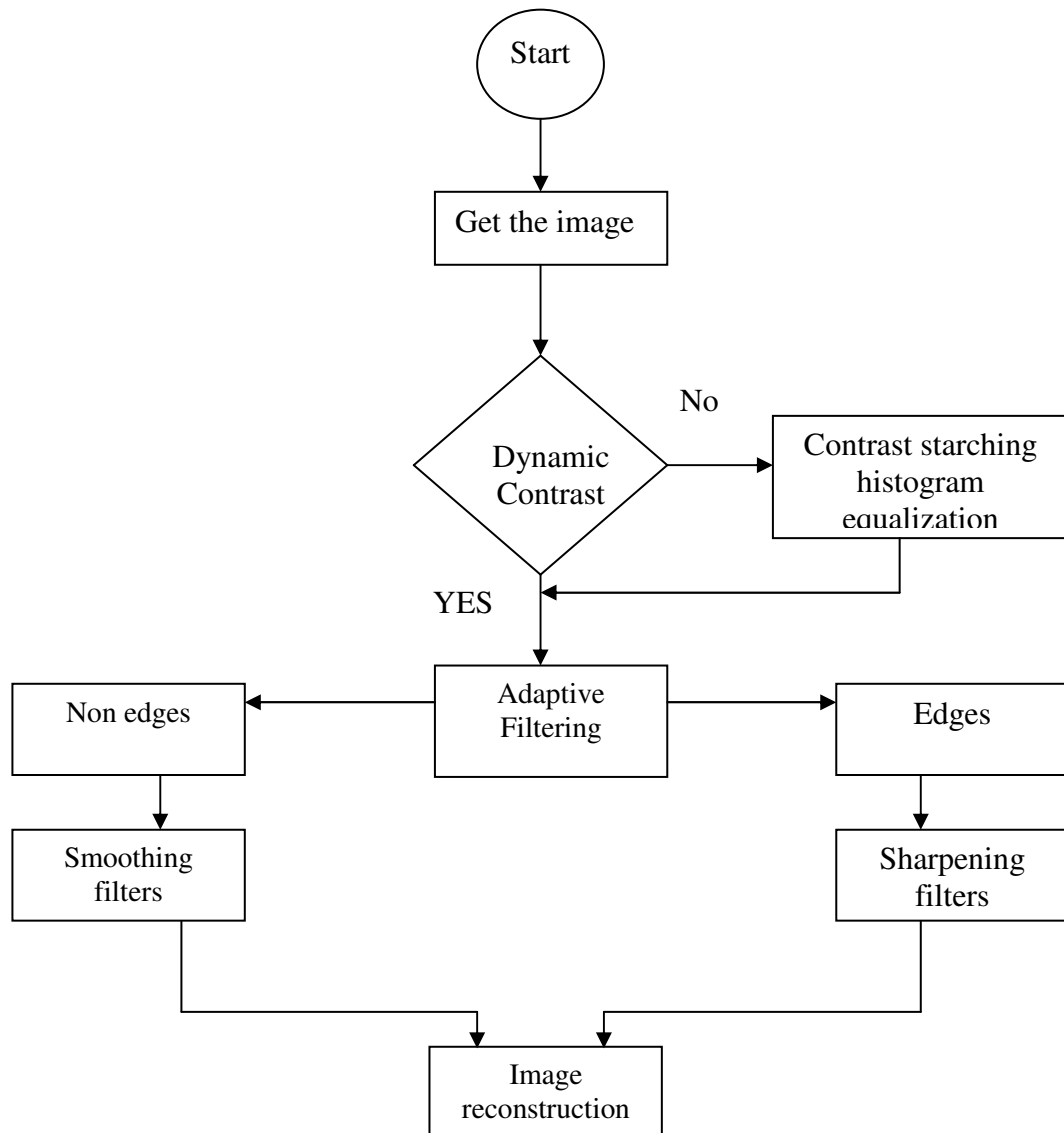 Start
Get the image
No
Dynamic
Contrast
Contrast starching
histogram
equalization
YES
Adaptive
Filtering
Non edges
Edges
Smoothing
filters
Sharpening
filters
Image
reconstruction